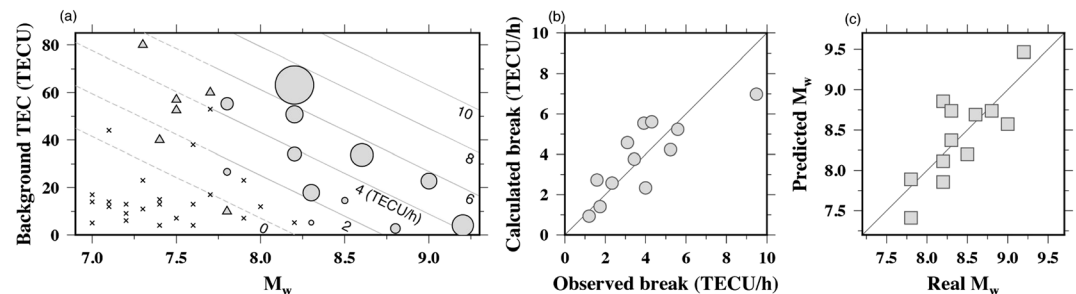 (a)
Background TEC (TECU)
80
60
40
20
0
10
8
6
4 (TECU/h)
2
0
7.0 7.5 8.0 8.5 9.0
Mw
(b)
Calculated break (TECU/h)
10
8
6
4
2
0
0 2 4 6 8 10
Observed break (TECU/h)
(c)
Predicted Mw
9.5
9.0
8.5
8.0
7.5
7.5 8.0 8.5 9.0 9.5
Real Mw